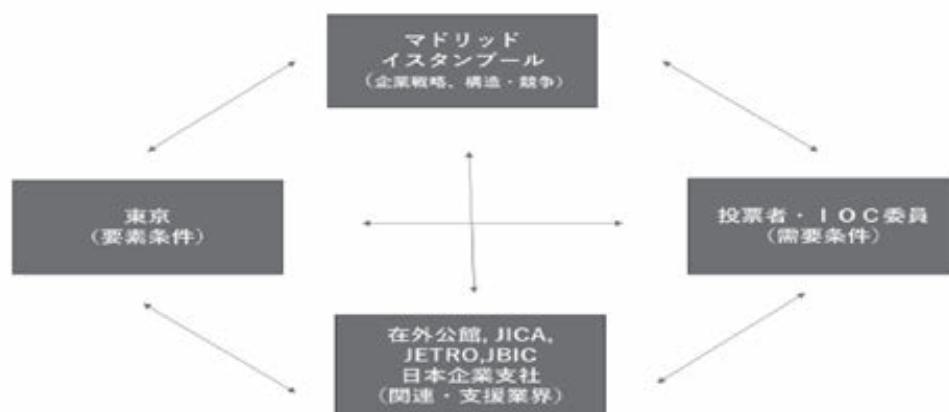 マドリッド
イスタンブール
(企業戦略、構造・競争)
東京
(要素条件)
投票者・IOC委員
(需要条件)
在外公館, JICA,
JETRO,JBIC
日本企業支社
(関連・支援業界)